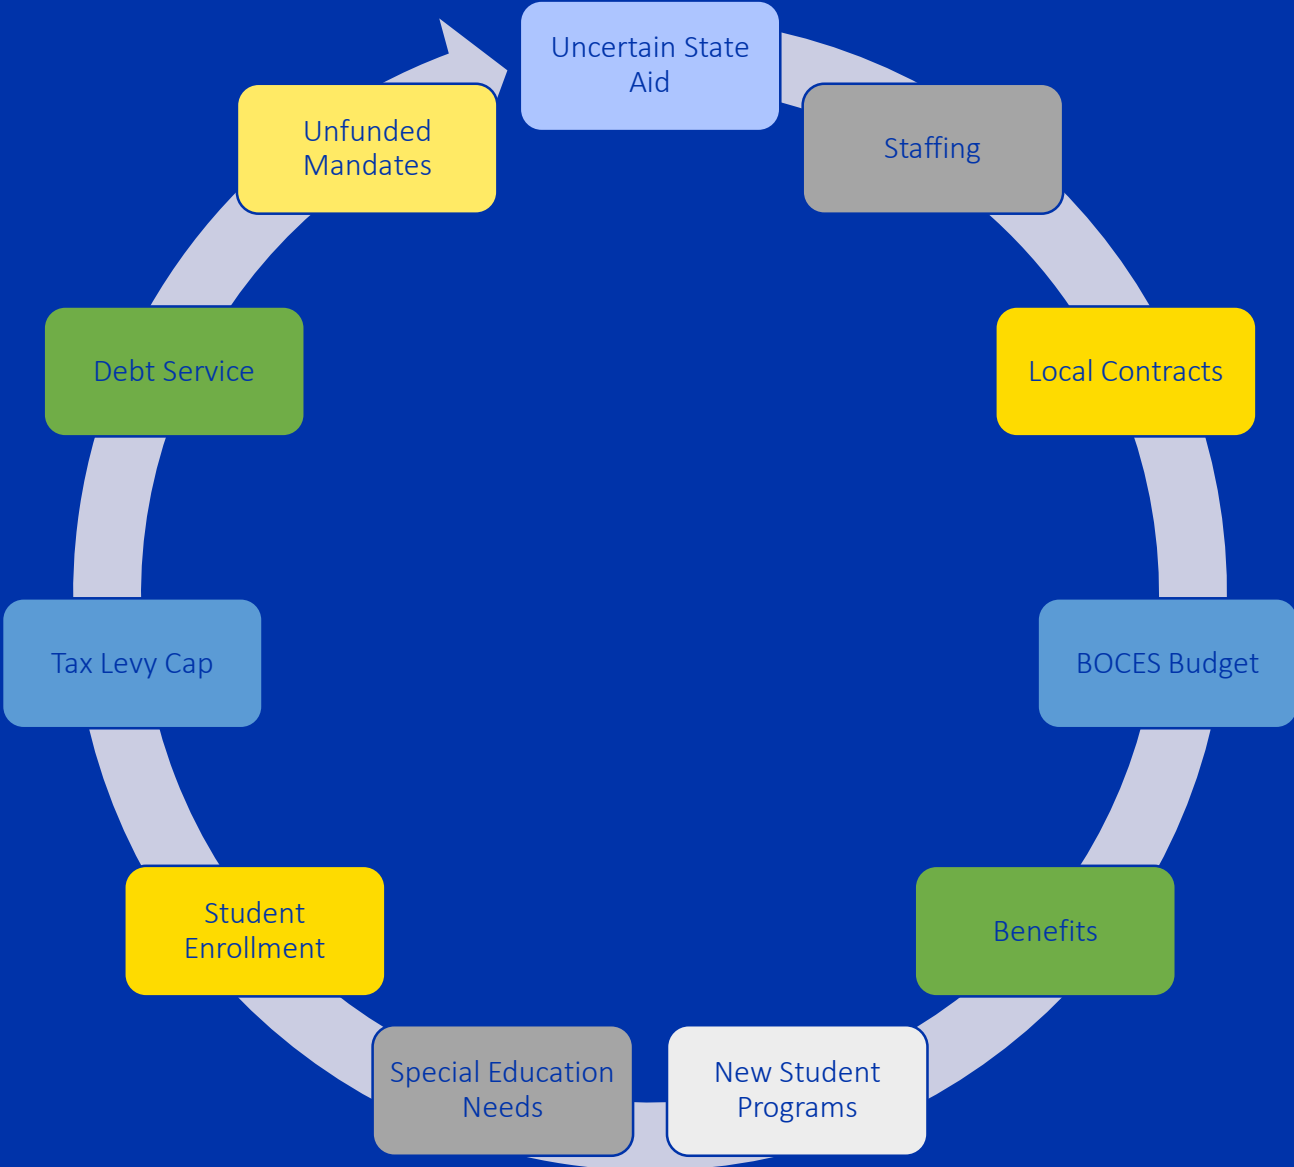 Uncertain State
Aid
Staffing
Local Contracts
BOCES Budget
Benefits
New Student
Programs
Special Education
Needs
Student
Enrollment
Tax Levy Cap
Debt Service
Unfunded
Mandates